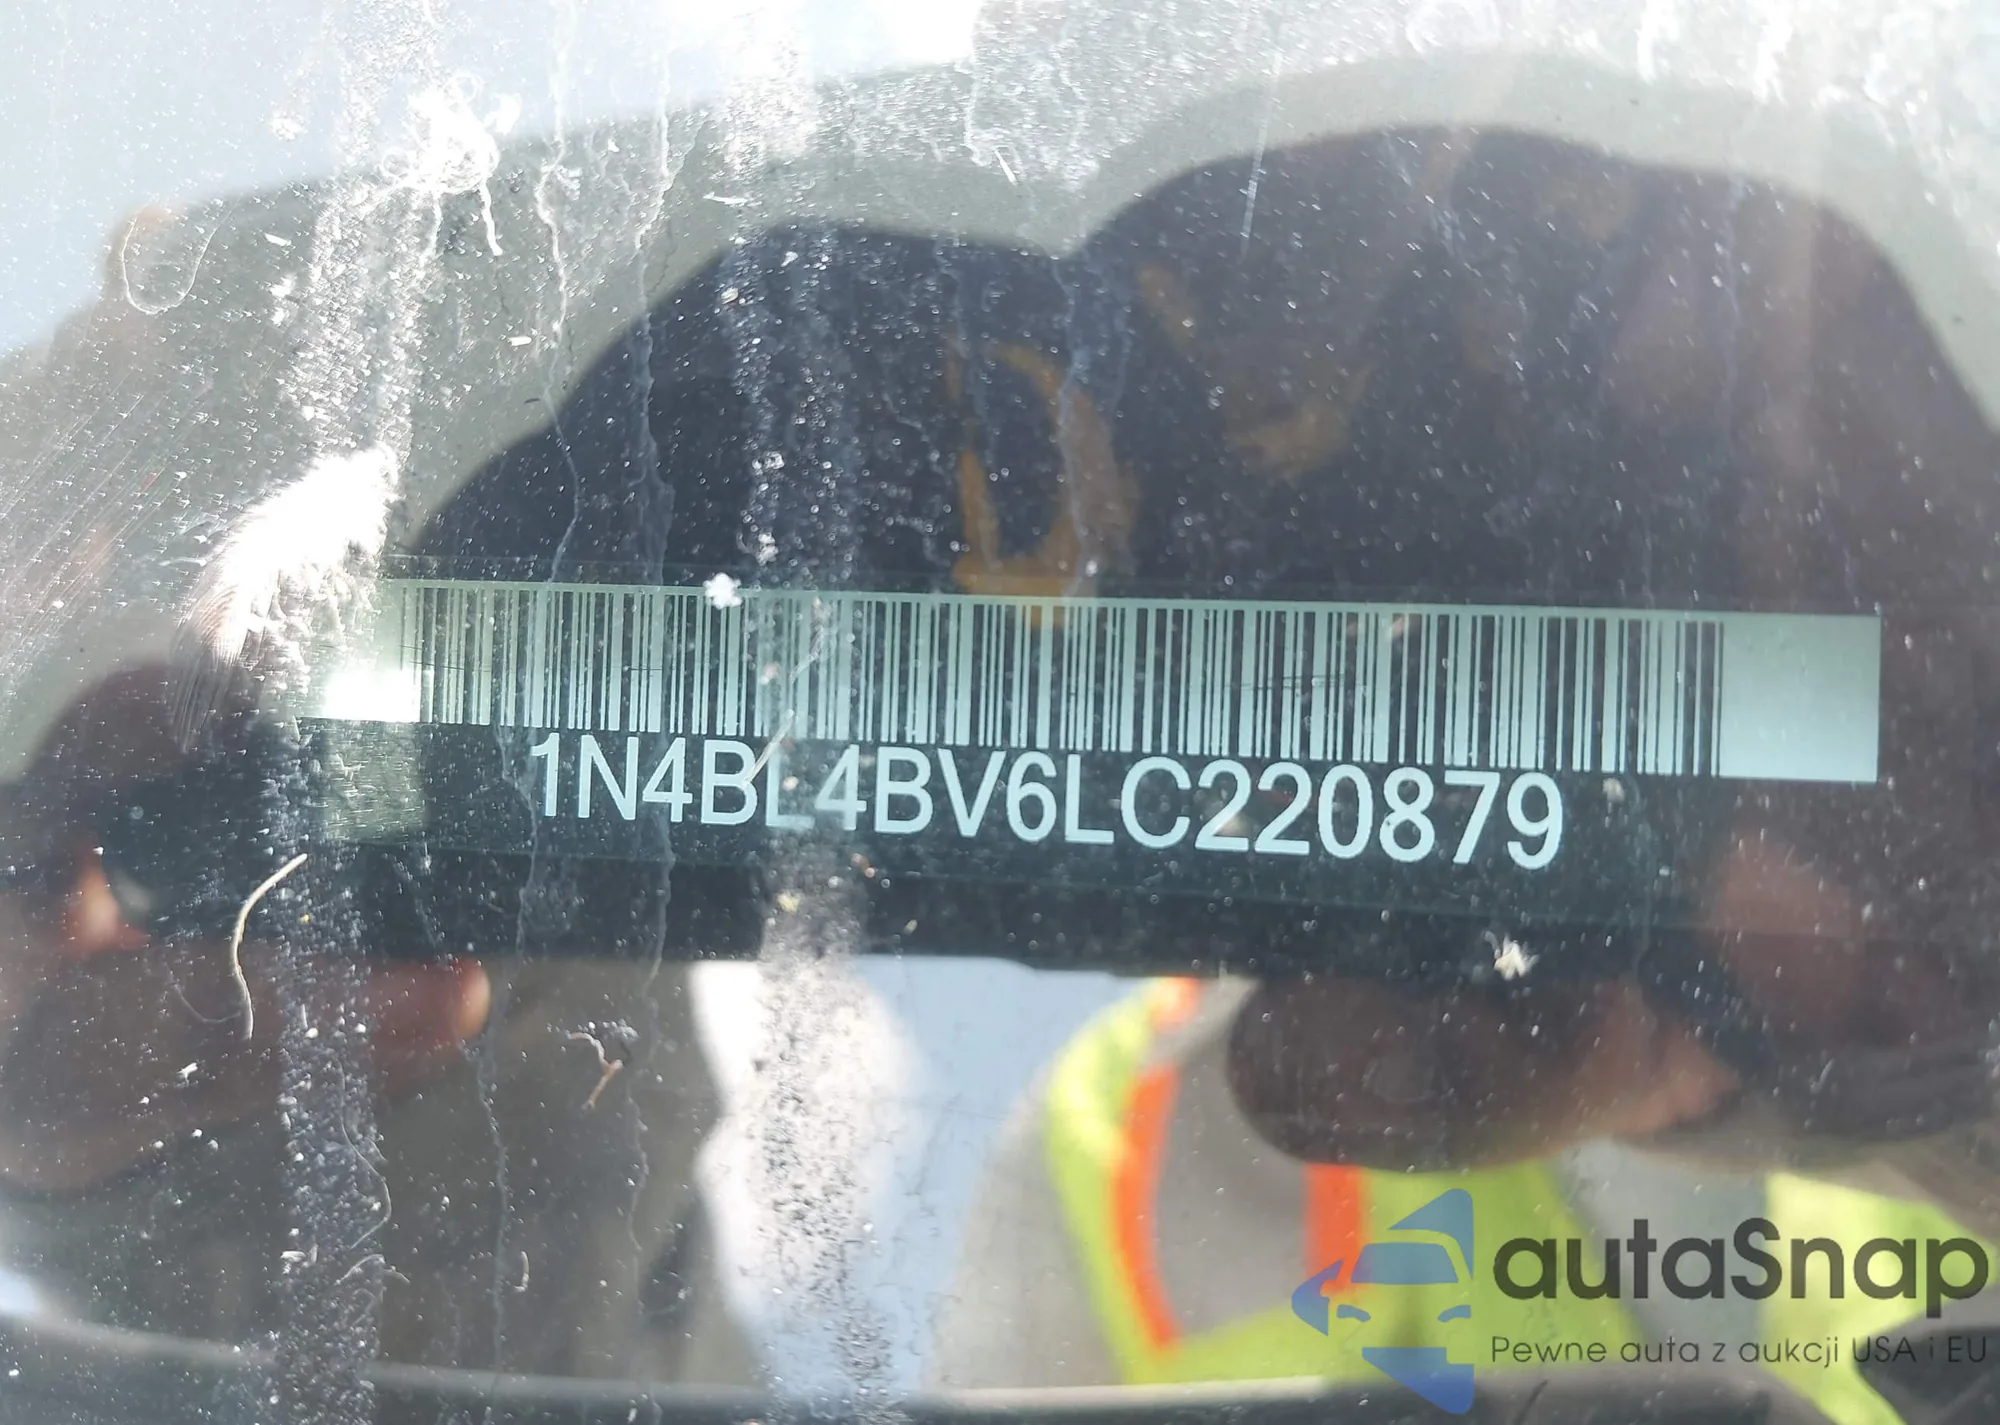 1N4BL4BV6LC220879
autaSnap
Pewne auta z aukcji USA i EU